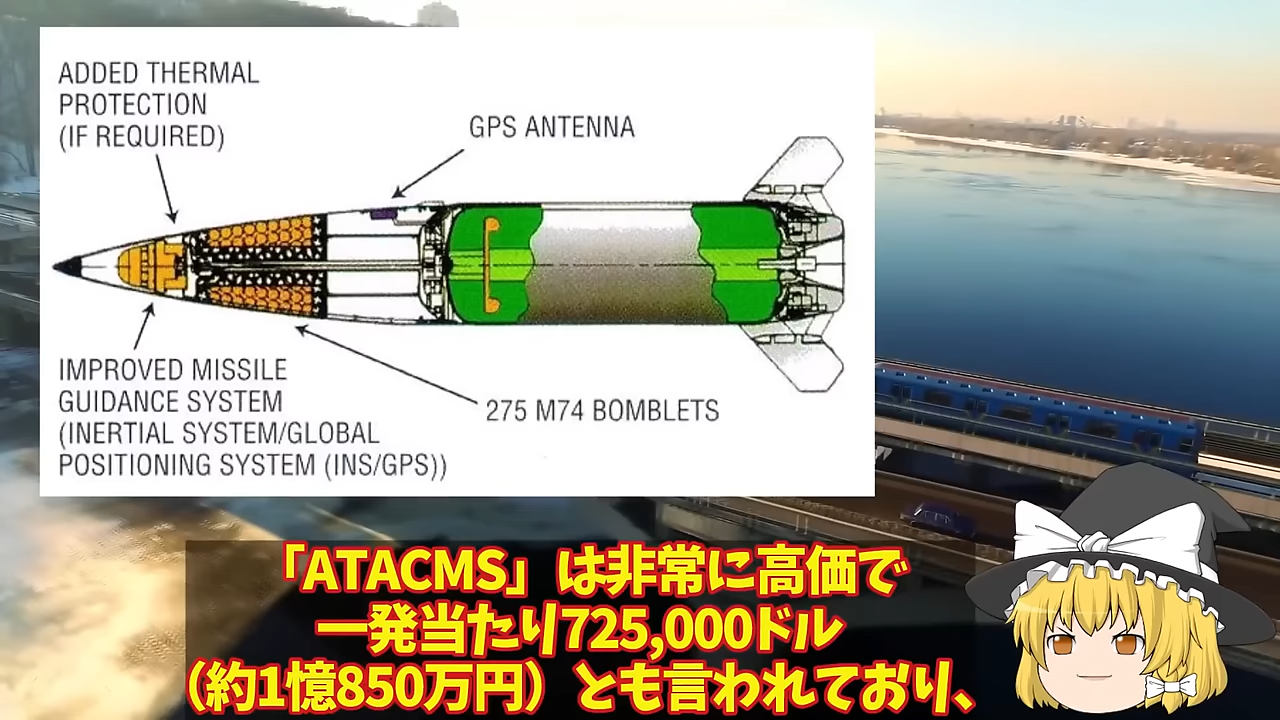 ADDED THERMAL
PROTECTION
(IF REQUIRED)
GPS ANTENNA
IMPROVED MISSILE
GUIDANCE SYSTEM
(INERTIAL SYSTEM/GLOBAL
POSITIONING SYSTEM (INS/GPS))
275 M74 BOMBLETS
「ATACMS」は非常に高価で
一発当たり725,000ドル
（約1億850万円）とも言われており、